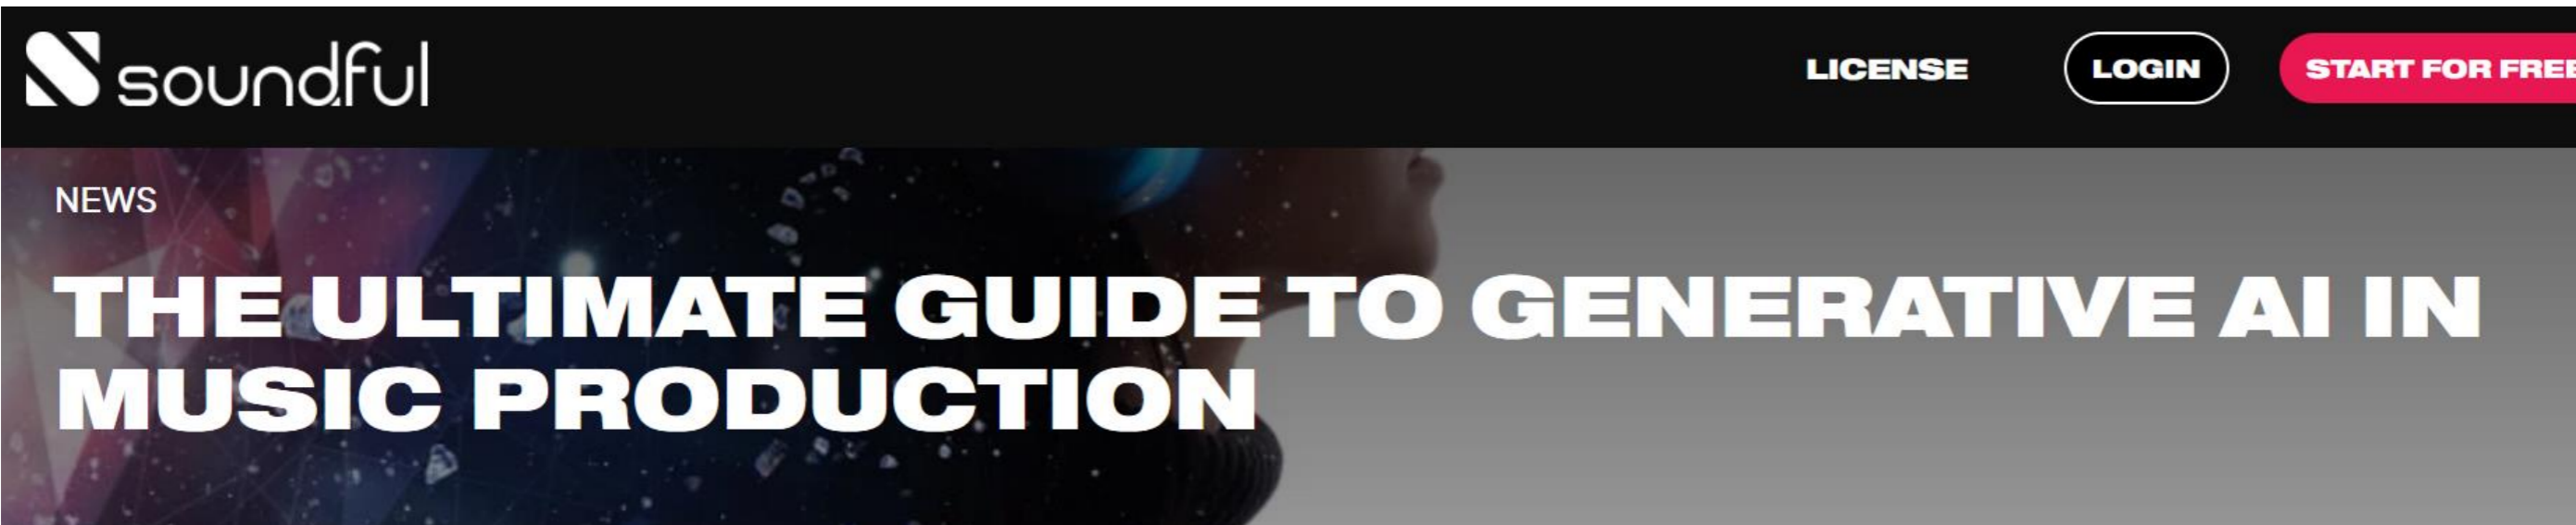 soundful
LICENSE
LOGIN
START FOR FREE
NEWS
THE ULTIMATE GUIDE TO GENERATIVE AI IN
MUSIC PRODUCTION